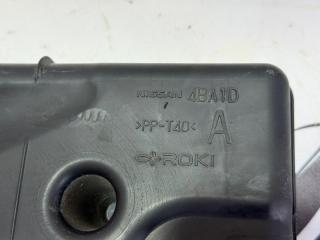 NISSAN 4BA1D
>PP-T40< A
ROKI